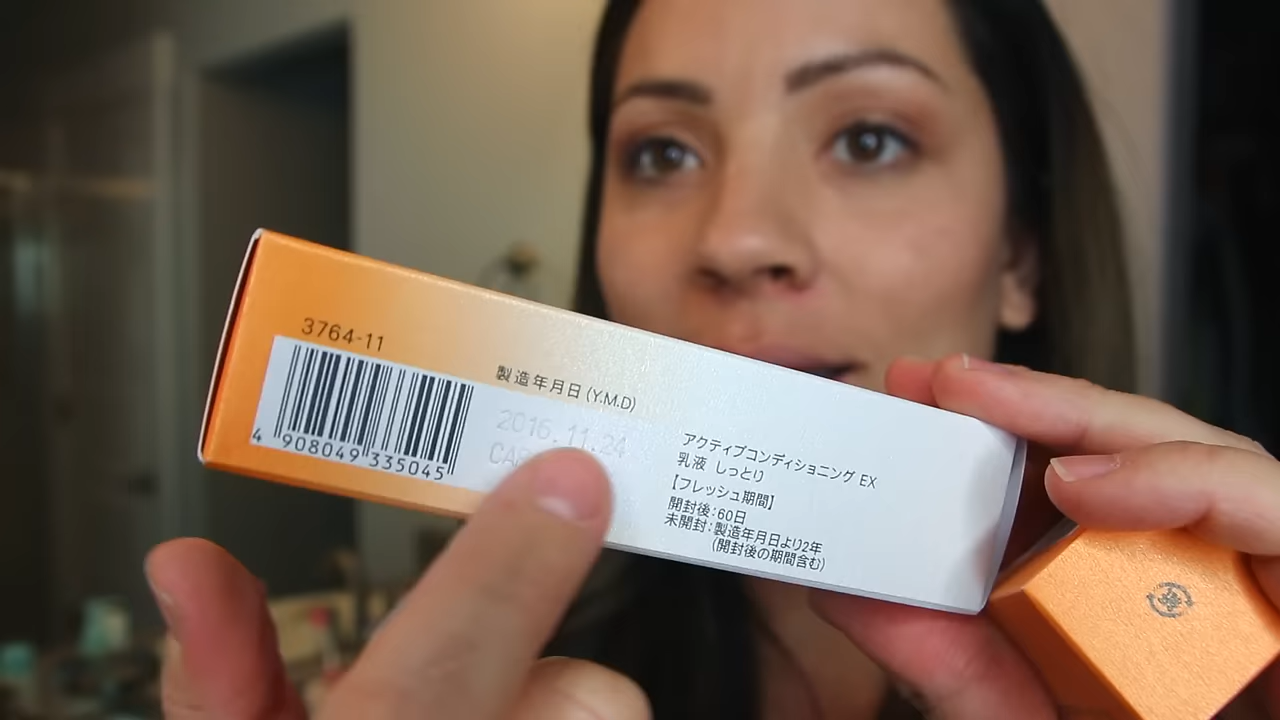 3764-11
4 908049 335045
製造年月日 (Y.M.D)
2016.11.24
アクティブコンディショニング EX
乳液 しっとり
【フレッシュ期間】
開封後:60日
未開封:製造年月日より2年
(開封後の期間含む)